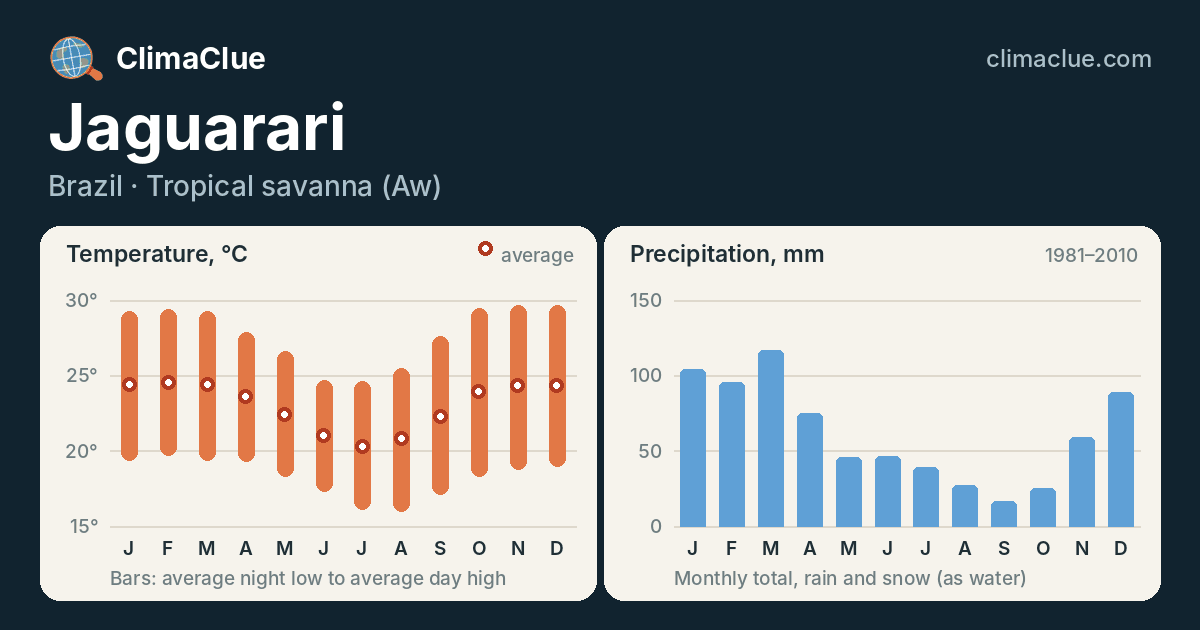 ClimaClue
climaclue.com
Jaguarari
Brazil · Tropical savanna (Aw)
Temperature, °C
average
30°
25°
20°
15°
J F M A M J J A S O N D
Bars: average night low to average day high
Precipitation, mm
1981–2010
150
100
50
0
J F M A M J J A S O N D
Monthly total, rain and snow (as water)